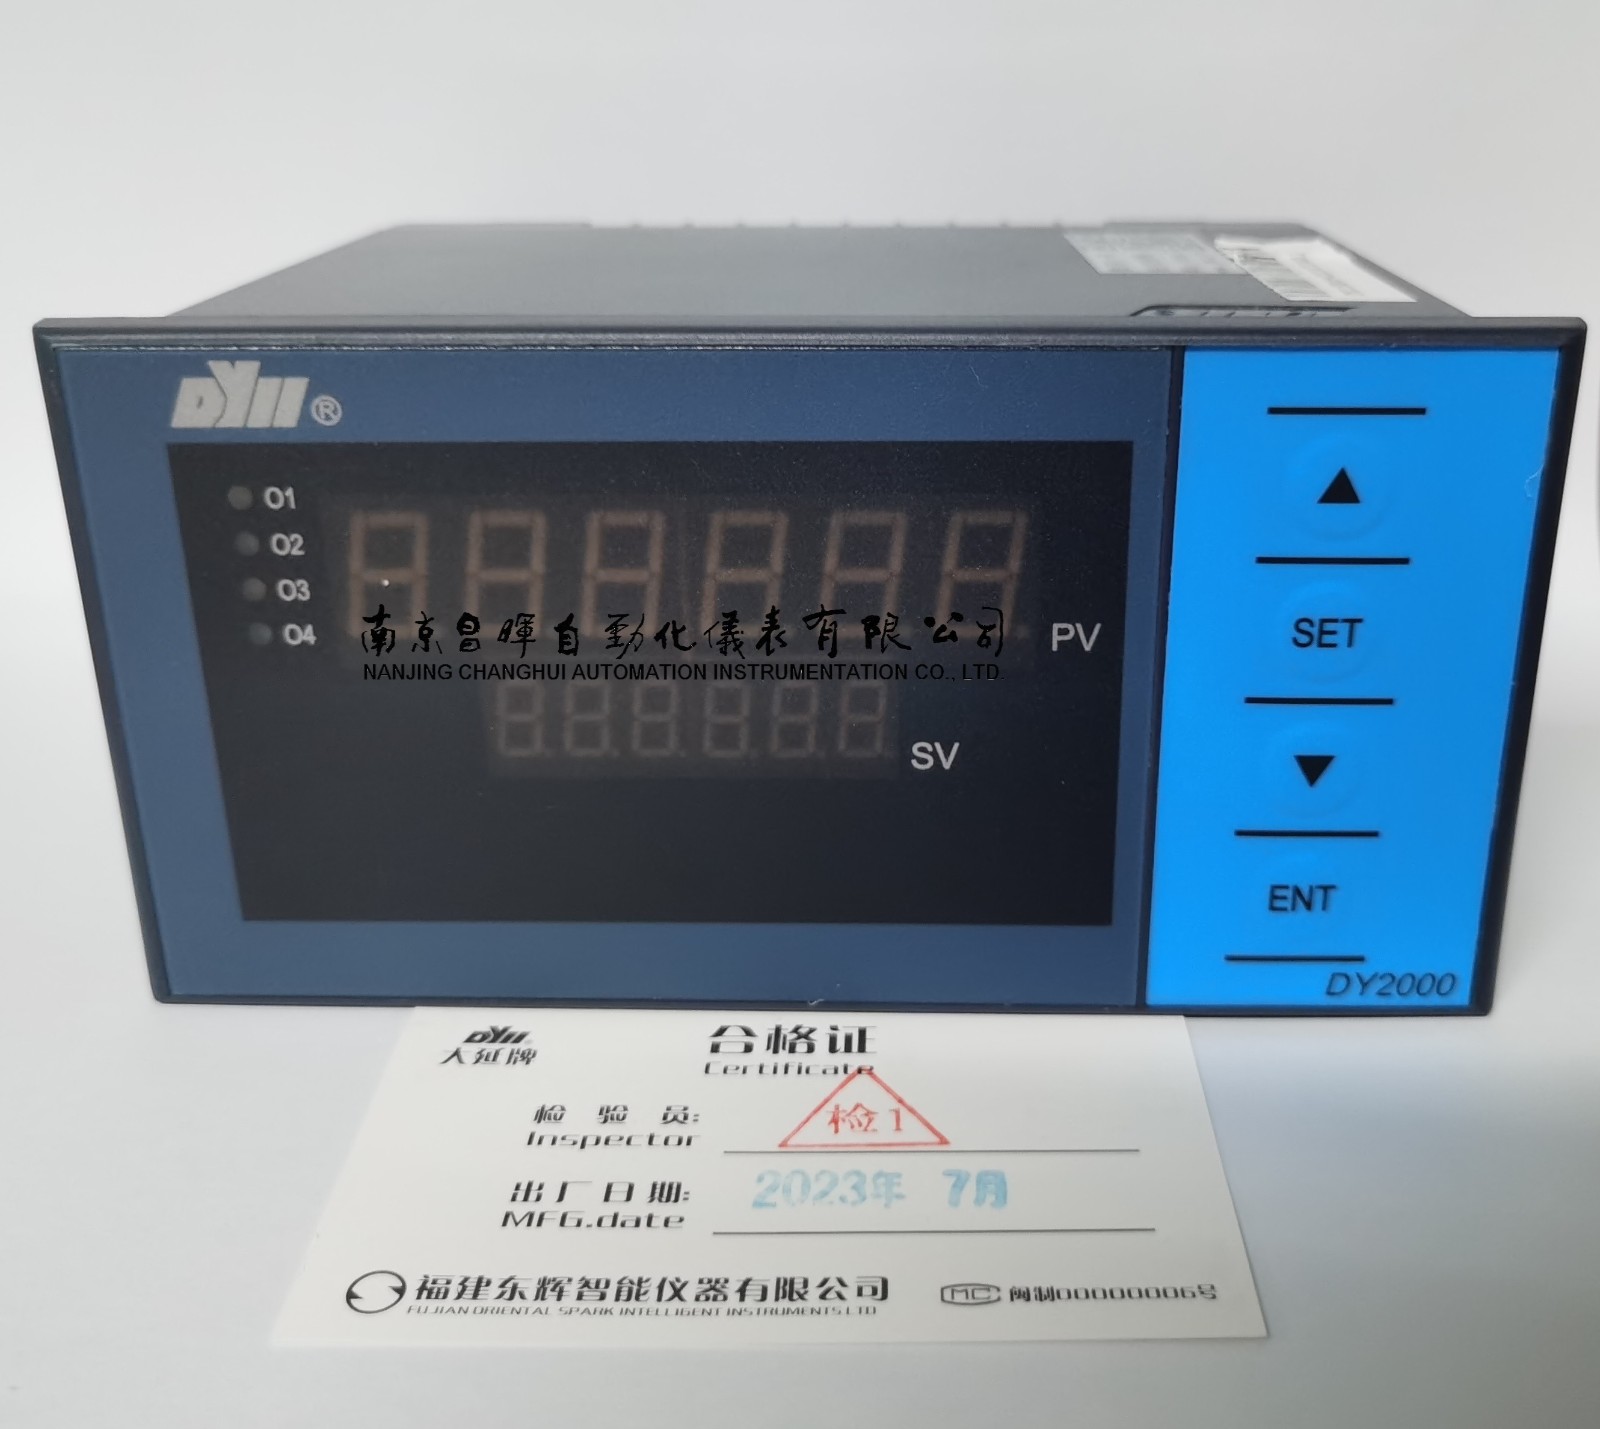 DYW®
O1
O2
O3
O4
PV
南京昌暉自動化儀表有限公司
NANJING CHANGHUI AUTOMATION INSTRUMENTATION CO., LTD.
SV
SET
ENT
DY2000
大延牌
合格证
Certificate
检验员:
Inspector
检1
出厂日期:
MFG.date
2023年 7月
福建东辉智能仪器有限公司
FUJIAN ORIENTAL SPARK INTELLIGENT INSTRUMENTS LTD
MC 闽制00000006号